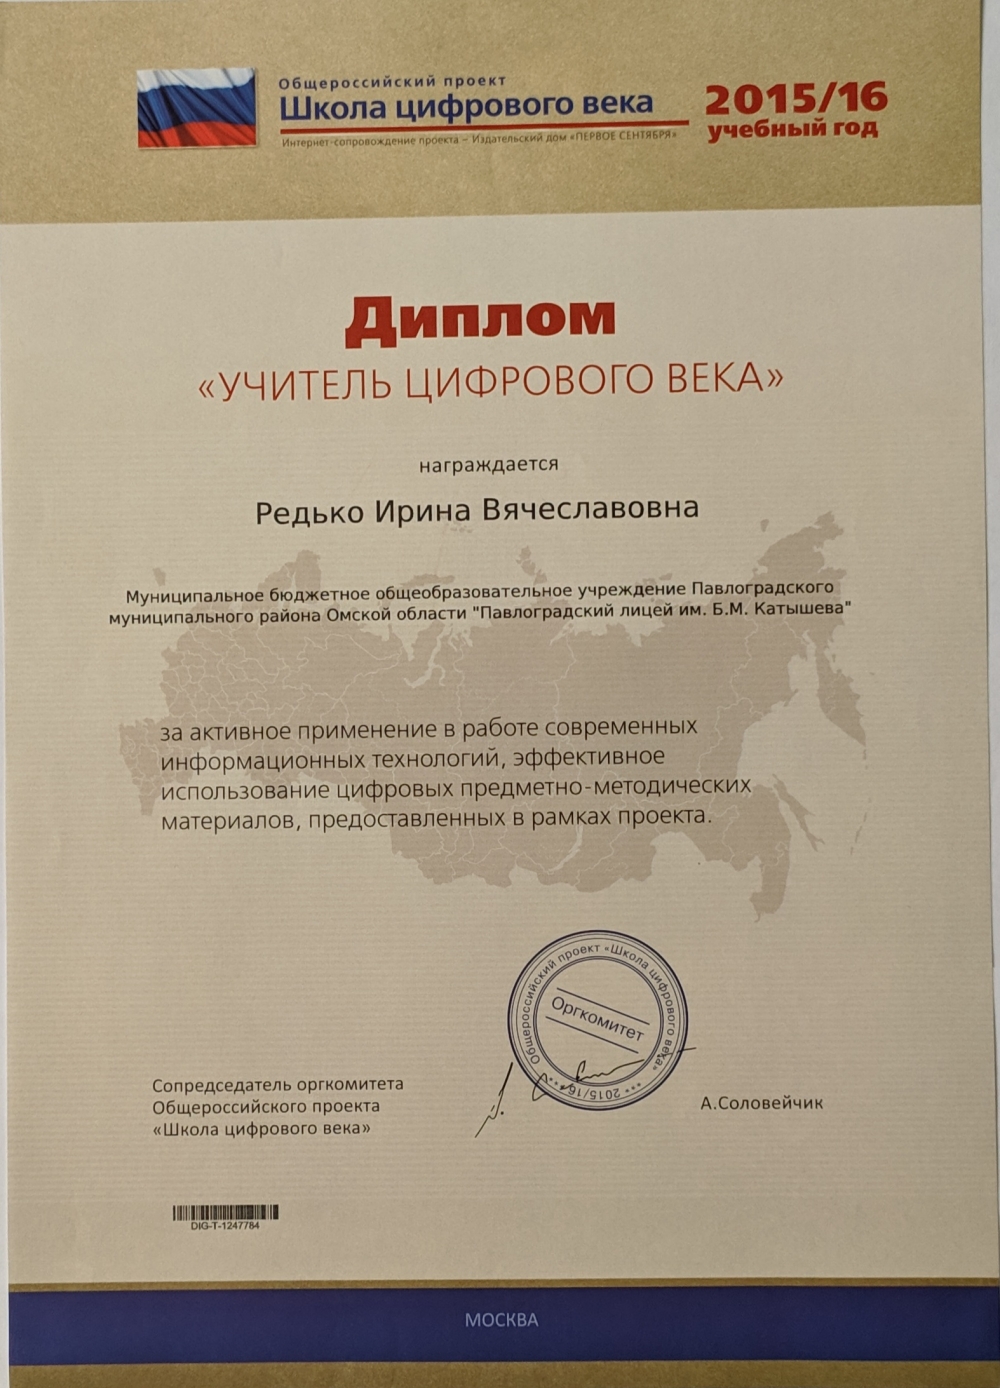 Общероссийский проект
Школа цифрового века
Интернет-сопровождение проекта – Издательский дом «ПЕРВОЕ СЕНТЯБРЯ»
2015/16
учебный год
Диплом
«УЧИТЕЛЬ ЦИФРОВОГО ВЕКА»
награждается
Редько Ирина Вячеславовна
Муниципальное бюджетное общеобразовательное учреждение Павлоградского
муниципального района Омской области "Павлоградский лицей им. Б.М. Катышева"
за активное применение в работе современных
информационных технологий, эффективное
использование цифровых предметно-методических
материалов, предоставленных в рамках проекта.
Общероссийский проект «Школа цифрового века»
Оргкомитет
*** 2015/16 ***
Сопредседатель оргкомитета
Общероссийского проекта
«Школа цифрового века»
А.Соловейчик
DIG-T-1247784
МОСКВА